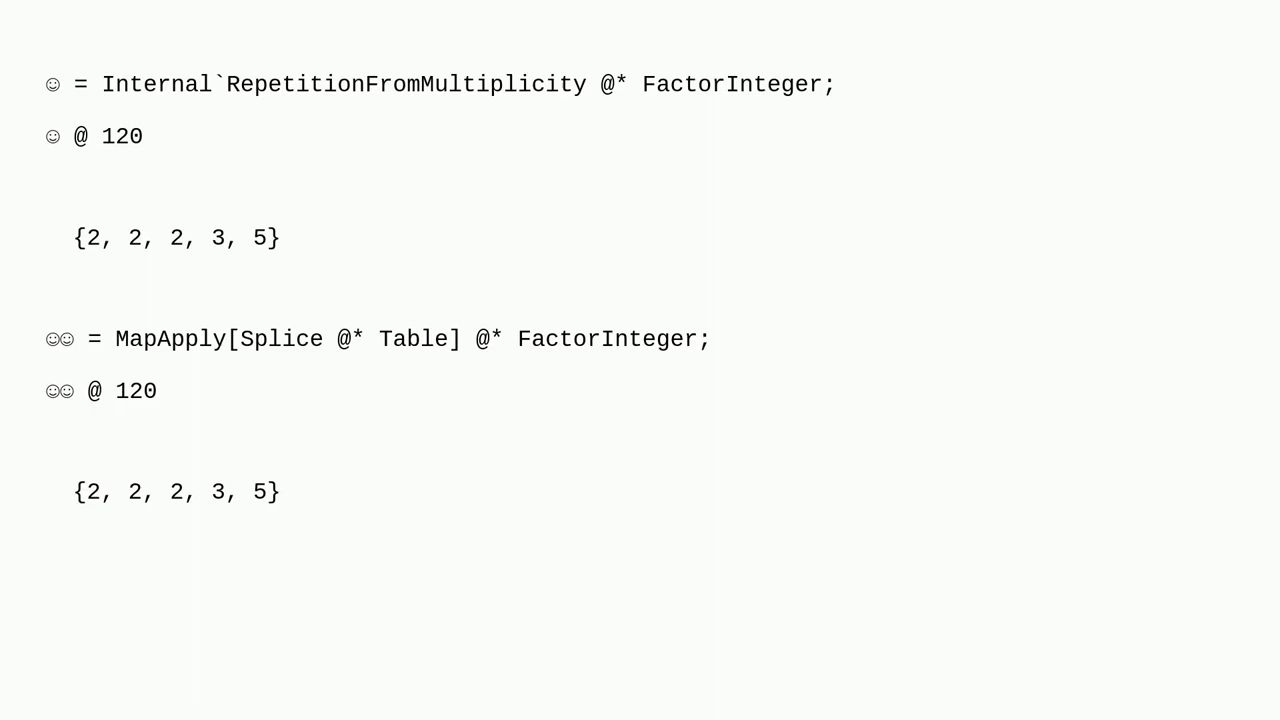 ☺ = Internal`RepetitionFromMultiplicity @* FactorInteger;
☺ @ 120
{2, 2, 2, 3, 5}
☺☺ = MapApply[Splice @* Table] @* FactorInteger;
☺☺ @ 120
{2, 2, 2, 3, 5}